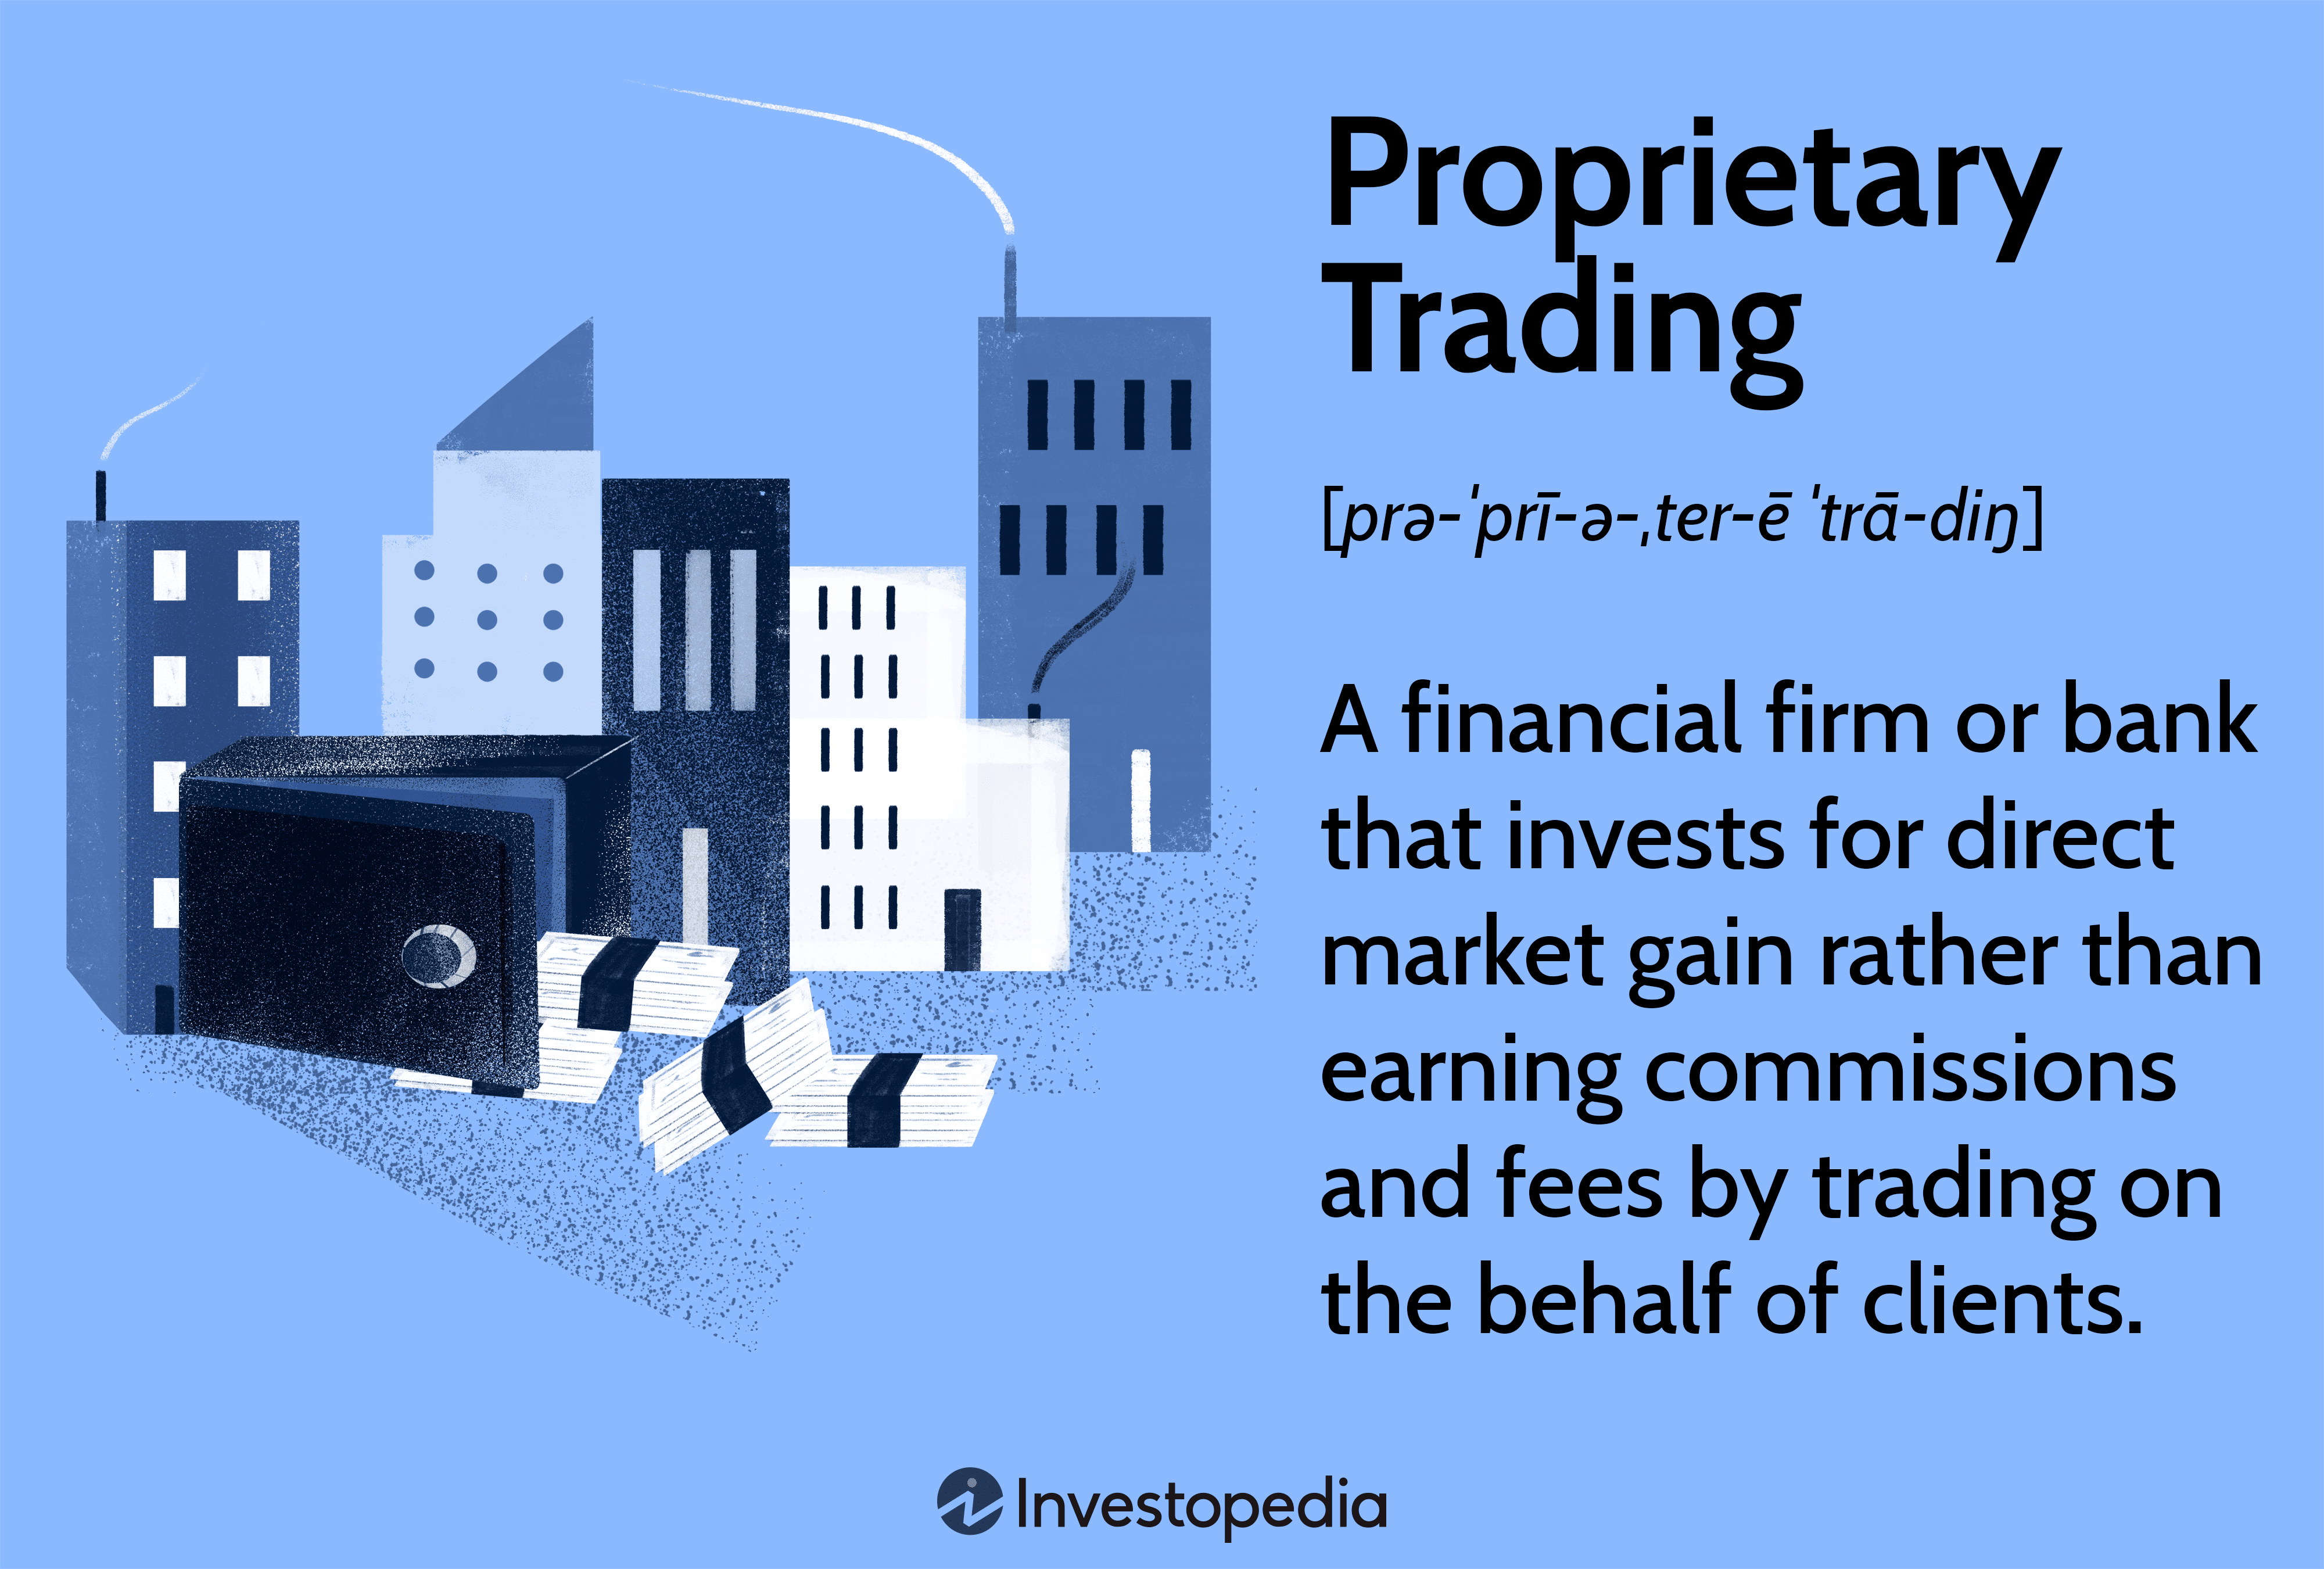 Proprietary
Trading
[prə-ˈprī-ə-ˌter-ē ˈtrā-diŋ]
A financial firm or bank
that invests for direct
market gain rather than
earning commissions
and fees by trading on
the behalf of clients.
Investopedia